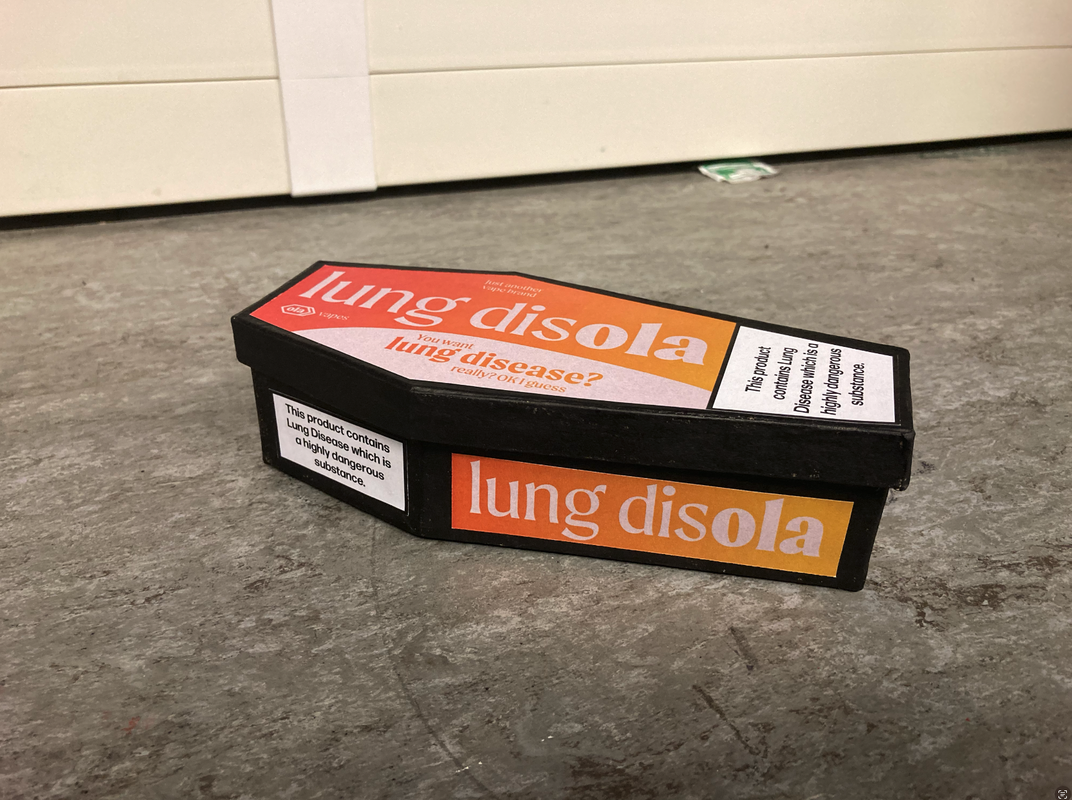 Just another
vape brand
lung disola
ola vapes
You want
lung disease?
really? OK I guess
This product
contains Lung
Disease which is a
highly dangerous
substance.
This product contains
Lung Disease which is
a highly dangerous
substance.
lung disola